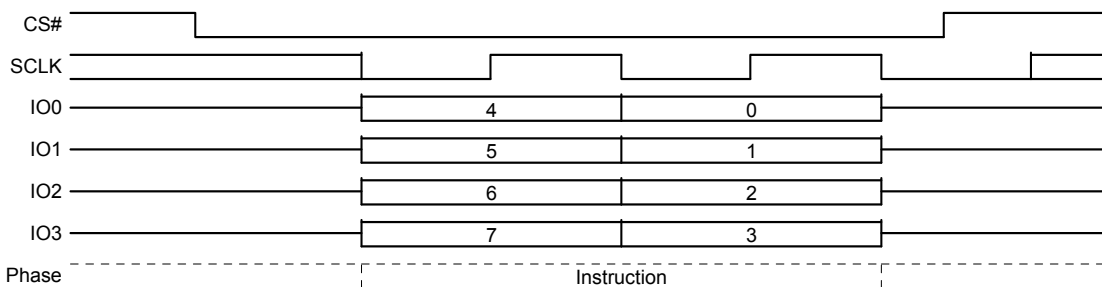 CS#
SCLK
IO0 4 0
IO1 5 1
IO2 6 2
IO3 7 3
Phase Instruction